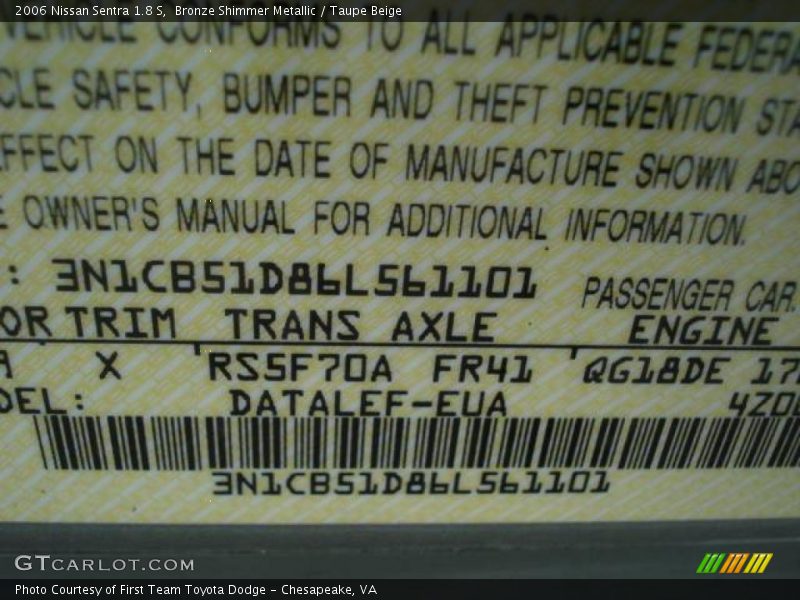 2006 Nissan Sentra 1.8 S, Bronze Shimmer Metallic / Taupe Beige
VEHICLE CONFORMS TO ALL APPLICABLE FEDERA
CLE SAFETY, BUMPER AND THEFT PREVENTION STA
EFFECT ON THE DATE OF MANUFACTURE SHOWN ABO
E OWNER'S MANUAL FOR ADDITIONAL INFORMATION.
: 3N1CB51D86L561101 PASSENGER CAR.
OR TRIM TRANS AXLE ENGINE
A X RS5F70A FR41 QG18DE 17
DEL: DATALEF-EUA 4Z0
3N1CB51D86L561101
GTCARLOT.COM
Photo Courtesy of First Team Toyota Dodge - Chesapeake, VA